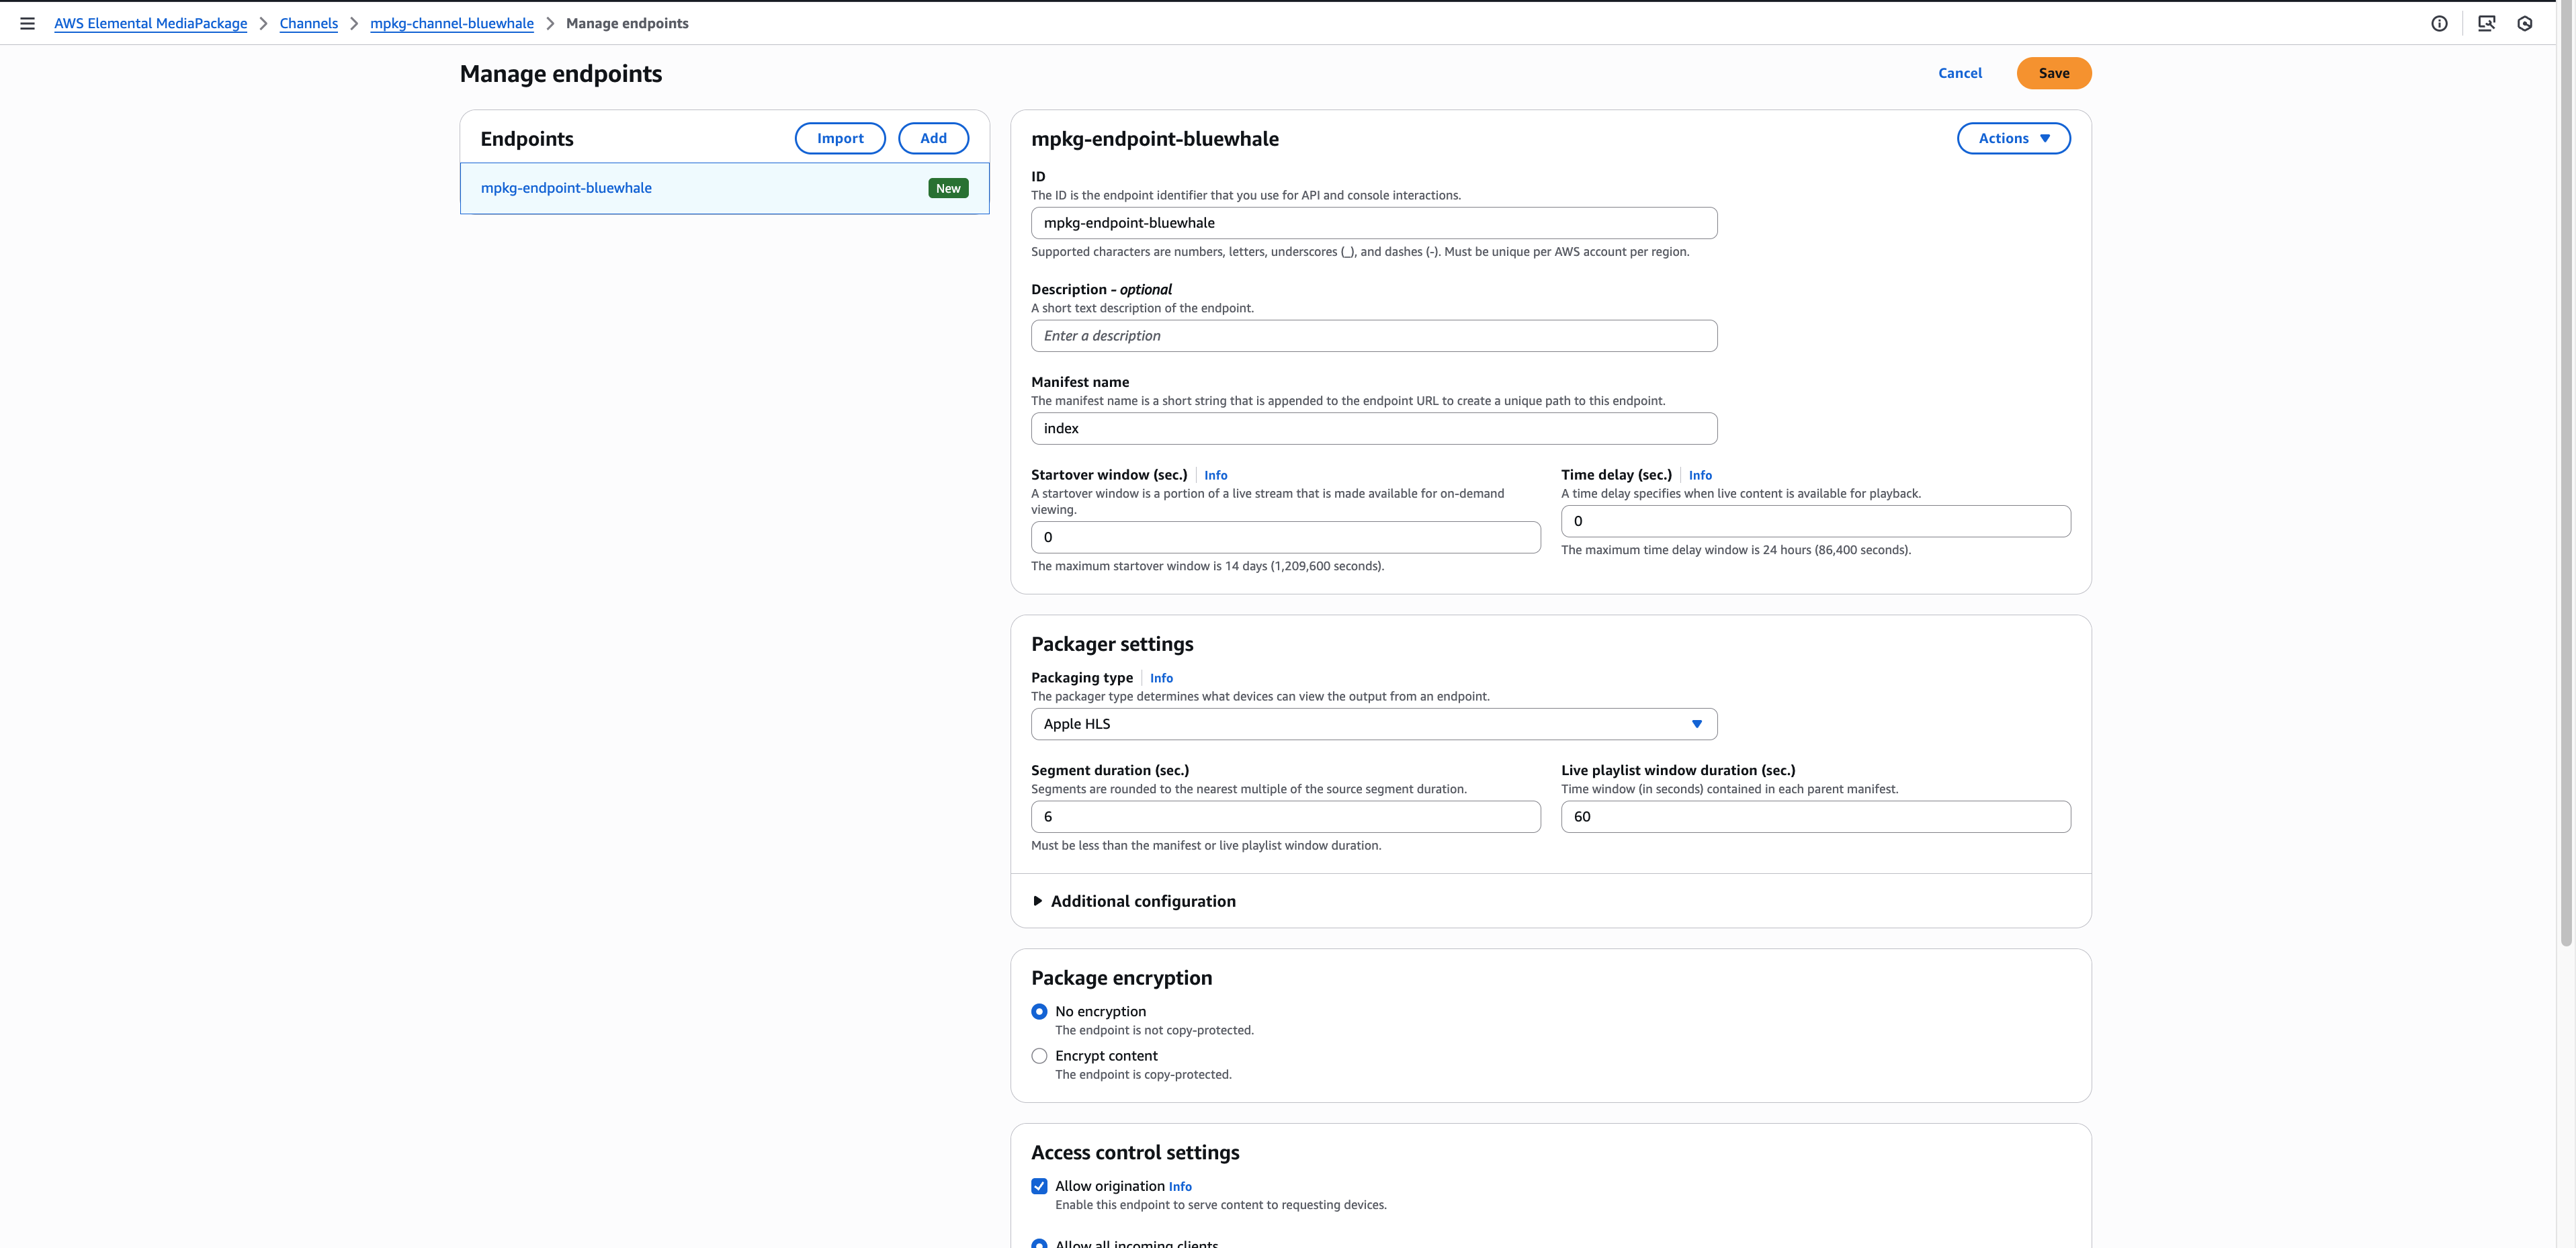 AWS Elemental MediaPackage > Channels > mpkg-channel-bluewhale > Manage endpoints
Manage endpoints
Cancel
Save
Endpoints
Import
Add
mpkg-endpoint-bluewhale
New
mpkg-endpoint-bluewhale
Actions
ID
The ID is the endpoint identifier that you use for API and console interactions.
mpkg-endpoint-bluewhale
Supported characters are numbers, letters, underscores (_), and dashes (-). Must be unique per AWS account per region.
Description - optional
A short text description of the endpoint.
Enter a description
Manifest name
The manifest name is a short string that is appended to the endpoint URL to create a unique path to this endpoint.
index
Startover window (sec.) Info
A startover window is a portion of a live stream that is made available for on-demand
viewing.
0
The maximum startover window is 14 days (1,209,600 seconds).
Time delay (sec.) Info
A time delay specifies when live content is available for playback.
0
The maximum time delay window is 24 hours (86,400 seconds).
Packager settings
Packaging type Info
The packager type determines what devices can view the output from an endpoint.
Apple HLS
Segment duration (sec.)
Segments are rounded to the nearest multiple of the source segment duration.
6
Must be less than the manifest or live playlist window duration.
Live playlist window duration (sec.)
Time window (in seconds) contained in each parent manifest.
60
Additional configuration
Package encryption
No encryption
The endpoint is not copy-protected.
Encrypt content
The endpoint is copy-protected.
Access control settings
Allow origination Info
Enable this endpoint to serve content to requesting devices.
Allow all incoming clients